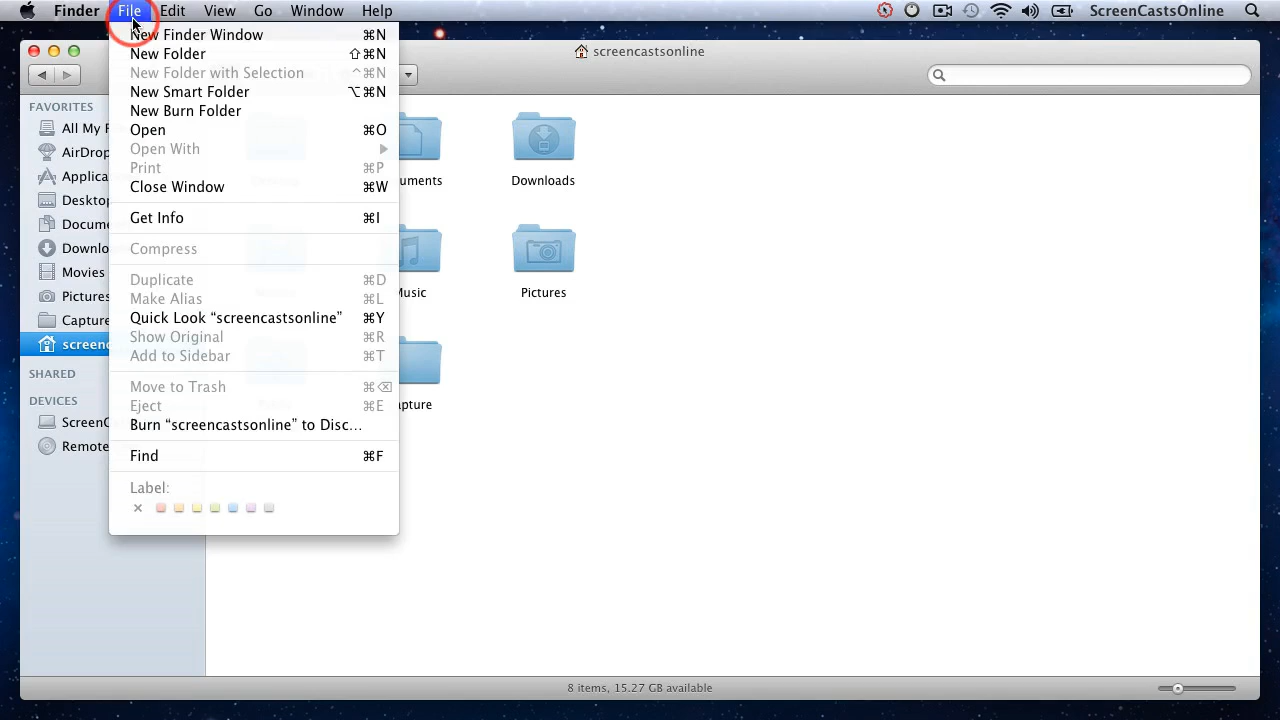 Finder File Edit View Go Window Help ScreenCastsOnline
screencastsonline
New Finder Window ⌘N
New Folder ⇧⌘N
New Folder with Selection ^⌘N
New Smart Folder ⌥⌘N
New Burn Folder
Open ⌘O
Open With ▶
Print ⌘P
Close Window ⌘W
Get Info ⌘I
Compress
Duplicate ⌘D
Make Alias ⌘L
Quick Look “screencastsonline” ⌘Y
Show Original ⌘R
Add to Sidebar ⌘T
Move to Trash ⌘⌫
Eject ⌘E
Burn “screencastsonline” to Disc...
Find ⌘F
Label:
FAVORITES
All My F
AirDrop
Applica
Deskto
Docume
Downlo
Movies
Pictures
Capture
screenc
SHARED
DEVICES
ScreenC
Remote
uments
Downloads
Music
Pictures
apture
8 items, 15.27 GB available